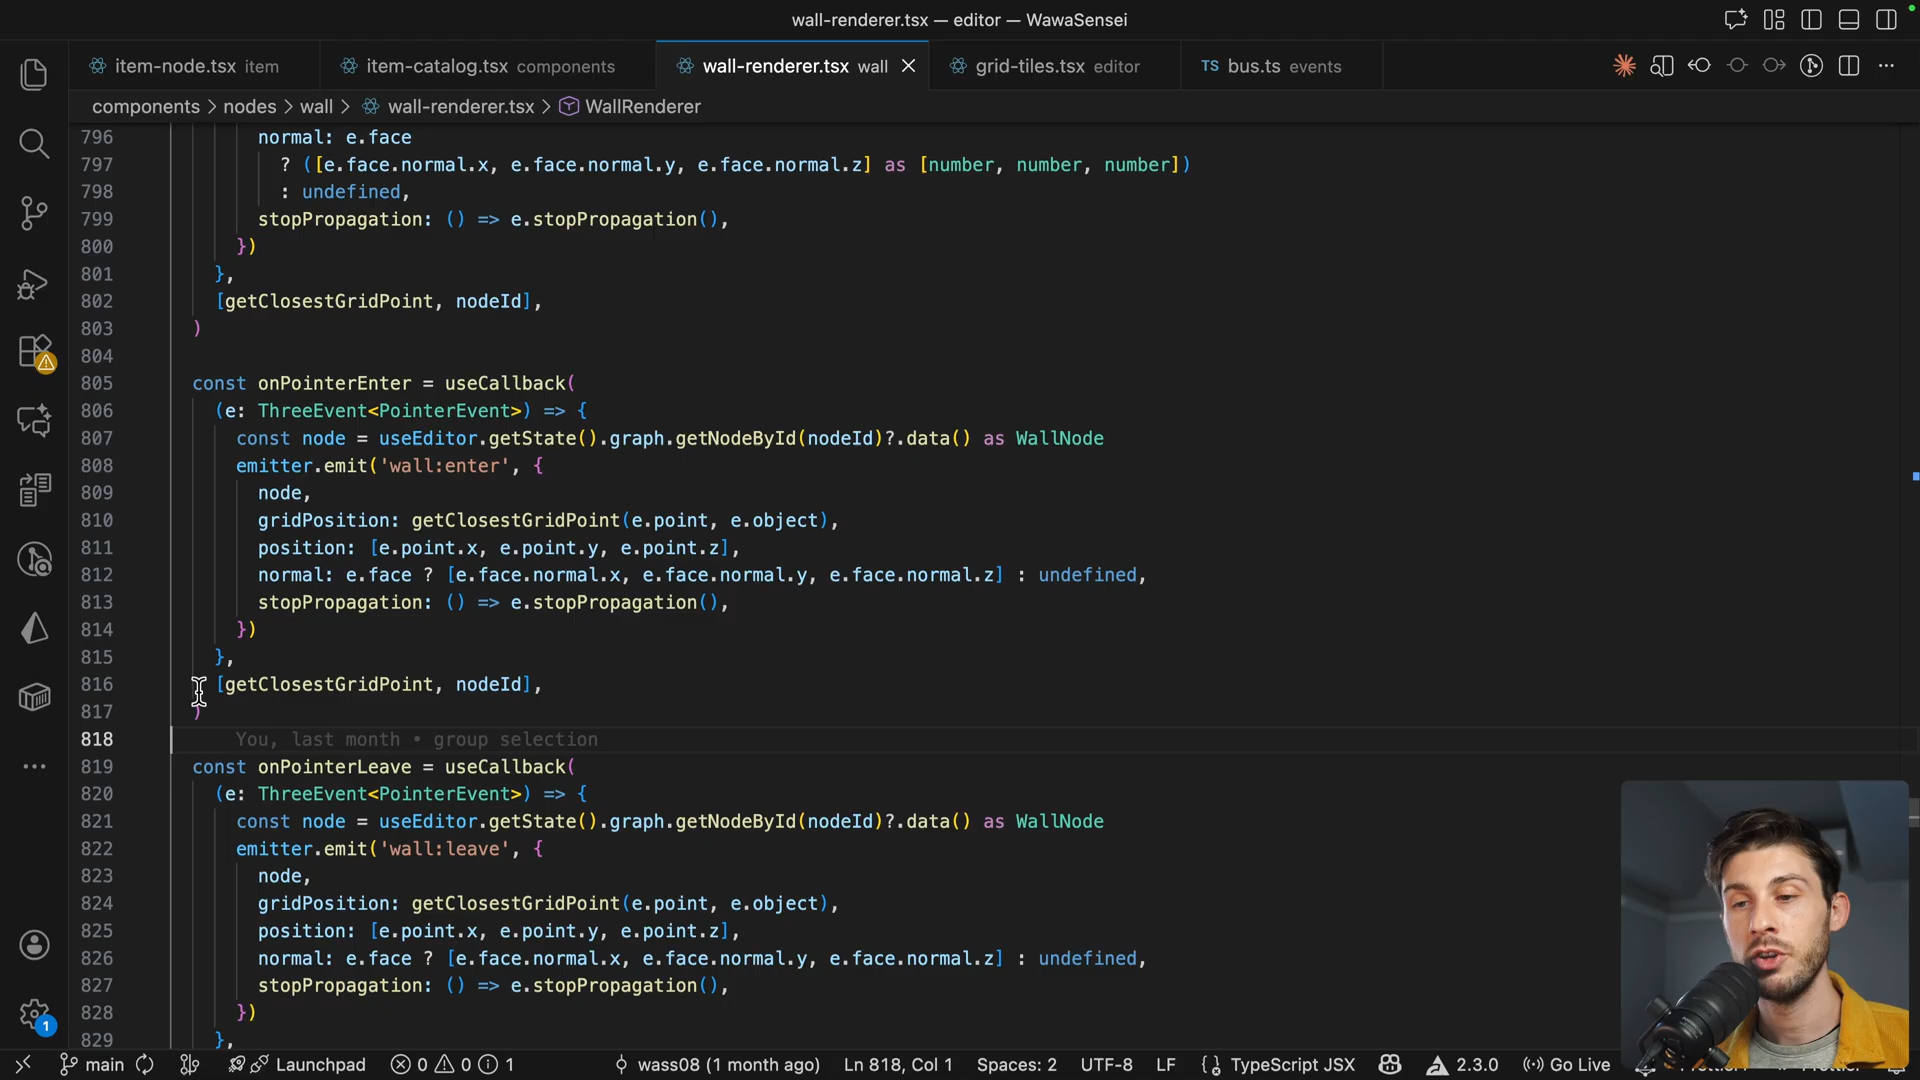 wall-renderer.tsx — editor — WawaSensei
item-node.tsx item
item-catalog.tsx components
wall-renderer.tsx wall
grid-tiles.tsx editor
TS bus.ts events
components > nodes > wall > wall-renderer.tsx > WallRenderer
796 normal: e.face
797 ? ([e.face.normal.x, e.face.normal.y, e.face.normal.z] as [number, number, number])
798 : undefined,
799 stopPropagation: () => e.stopPropagation(),
800 })
801 },
802 [getClosestGridPoint, nodeId],
803 )
804
805 const onPointerEnter = useCallback(
806 (e: ThreeEvent<PointerEvent>) => {
807 const node = useEditor.getState().graph.getNodeById(nodeId)?.data() as WallNode
808 emitter.emit('wall:enter', {
809 node,
810 gridPosition: getClosestGridPoint(e.point, e.object),
811 position: [e.point.x, e.point.y, e.point.z],
812 normal: e.face ? [e.face.normal.x, e.face.normal.y, e.face.normal.z] : undefined,
813 stopPropagation: () => e.stopPropagation(),
814 })
815 },
816 [getClosestGridPoint, nodeId],
817 )
818 You, last month • group selection
819 const onPointerLeave = useCallback(
820 (e: ThreeEvent<PointerEvent>) => {
821 const node = useEditor.getState().graph.getNodeById(nodeId)?.data() as WallNode
822 emitter.emit('wall:leave', {
823 node,
824 gridPosition: getClosestGridPoint(e.point, e.object),
825 position: [e.point.x, e.point.y, e.point.z],
826 normal: e.face ? [e.face.normal.x, e.face.normal.y, e.face.normal.z] : undefined,
827 stopPropagation: () => e.stopPropagation(),
828 })
829 },
1
main Launchpad 0 0 1 wass08 (1 month ago) Ln 818, Col 1 Spaces: 2 UTF-8 LF {} TypeScript JSX 2.3.0 Go Live